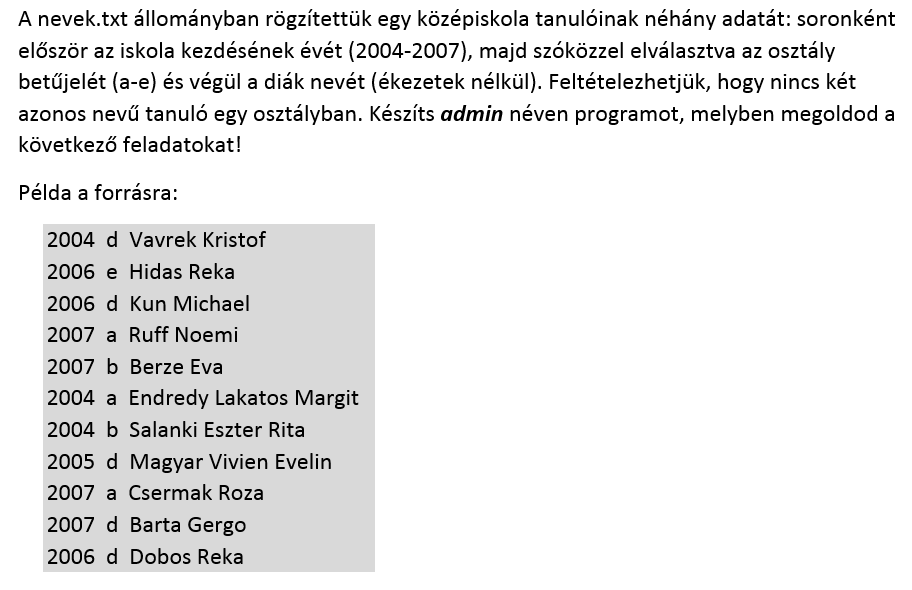 A nevek.txt állományban rögzítettük egy középiskola tanulóinak néhány adatát: soronként
először az iskola kezdésének évét (2004-2007), majd szóközzel elválasztva az osztály
betűjelét (a-e) és végül a diák nevét (ékezetek nélkül). Feltételezhetjük, hogy nincs két
azonos nevű tanuló egy osztályban. Készíts admin néven programot, melyben megoldod a
következő feladatokat!
Példa a forrásra:
2004 d Vavrek Kristof
2006 e Hidas Reka
2006 d Kun Michael
2007 a Ruff Noemi
2007 b Berze Eva
2004 a Endredy Lakatos Margit
2004 b Salanki Eszter Rita
2005 d Magyar Vivien Evelin
2007 a Csermak Roza
2007 d Barta Gergo
2006 d Dobos Reka